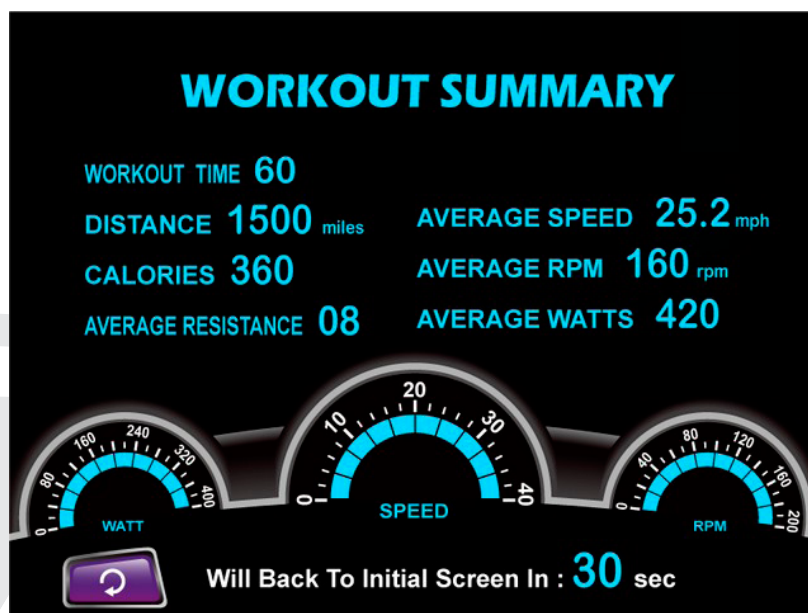 WORKOUT SUMMARY
WORKOUT TIME 60
DISTANCE 1500 miles
CALORIES 360
AVERAGE RESISTANCE 08
AVERAGE SPEED 25.2 mph
AVERAGE RPM 160 rpm
AVERAGE WATTS 420
0 80 160 240 320 400
WATT
0 10 20 30 40
SPEED
0 40 80 120 160 200
RPM
Will Back To Initial Screen In : 30 sec